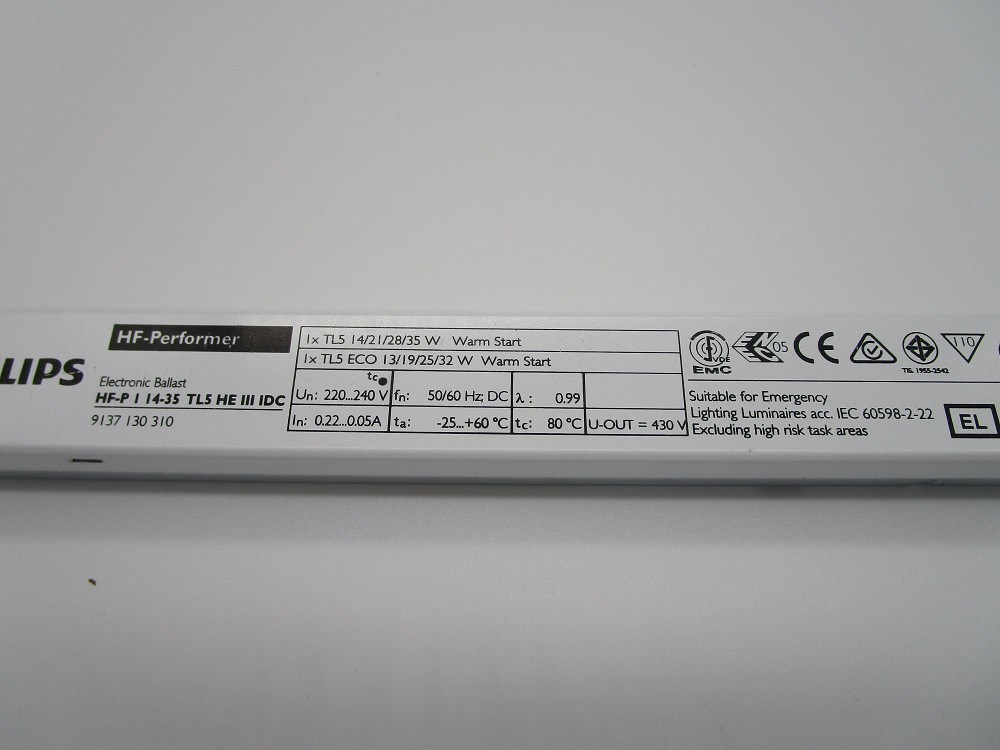 LIPS
HF-Performer
Electronic Ballast
HF-P 1 14-35 TL5 HE III IDC
9137 130 310
1x TL5 14/21/28/35 W Warm Start
1x TL5 ECO 13/19/25/32 W Warm Start
tc
Un: 220...240 V fn: 50/60 Hz; DC λ: 0.99
In: 0.22...0.05A ta: -25...+60 °C tc: 80 °C U-OUT = 430 V
VDE
EMC
05
CE
TIS. 1955-2542
110
Suitable for Emergency
Lighting Luminaires acc. IEC 60598-2-22
Excluding high risk task areas
EL